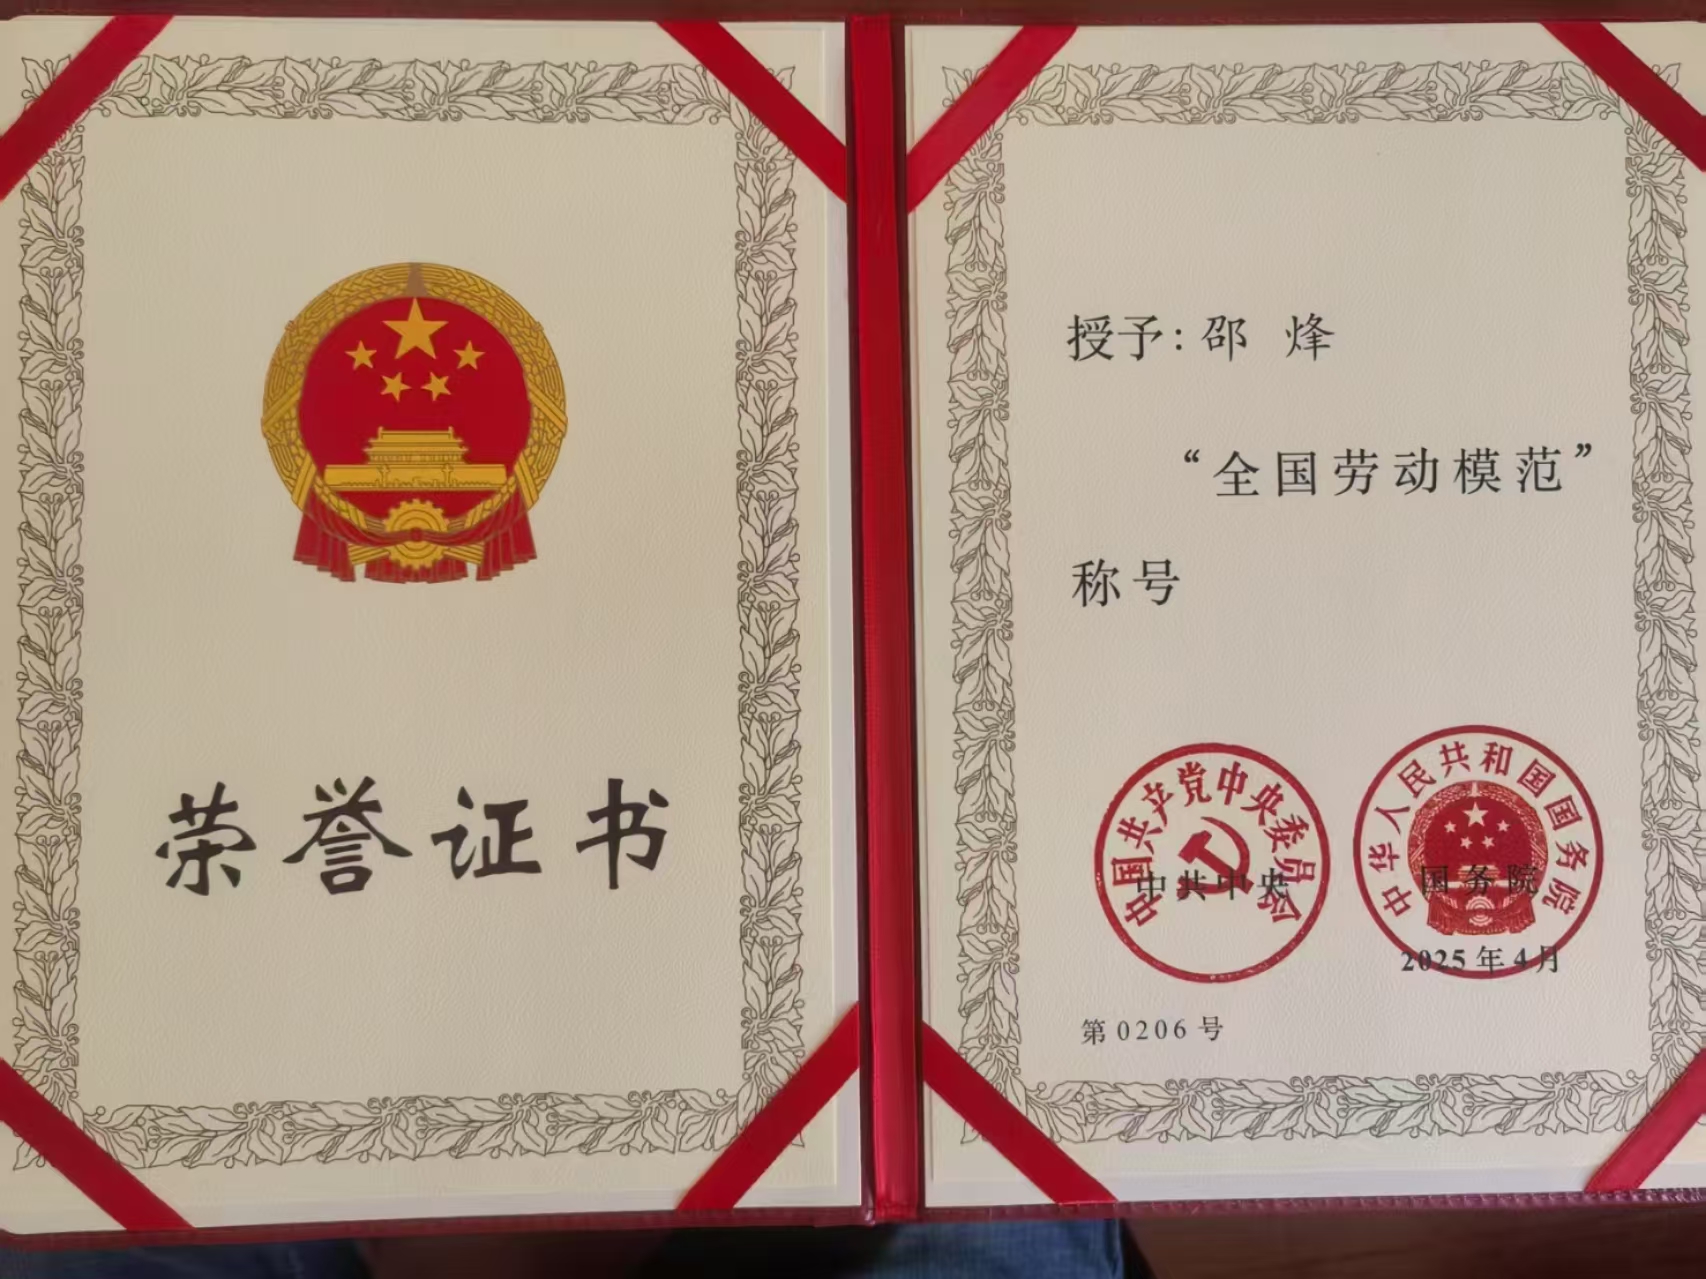 荣誉证书
授予：邵 烽
“全国劳动模范”
称号
中国共产党中央委员会
中共中央
中华人民共和国国务院
国务院
2025年4月
第0206号